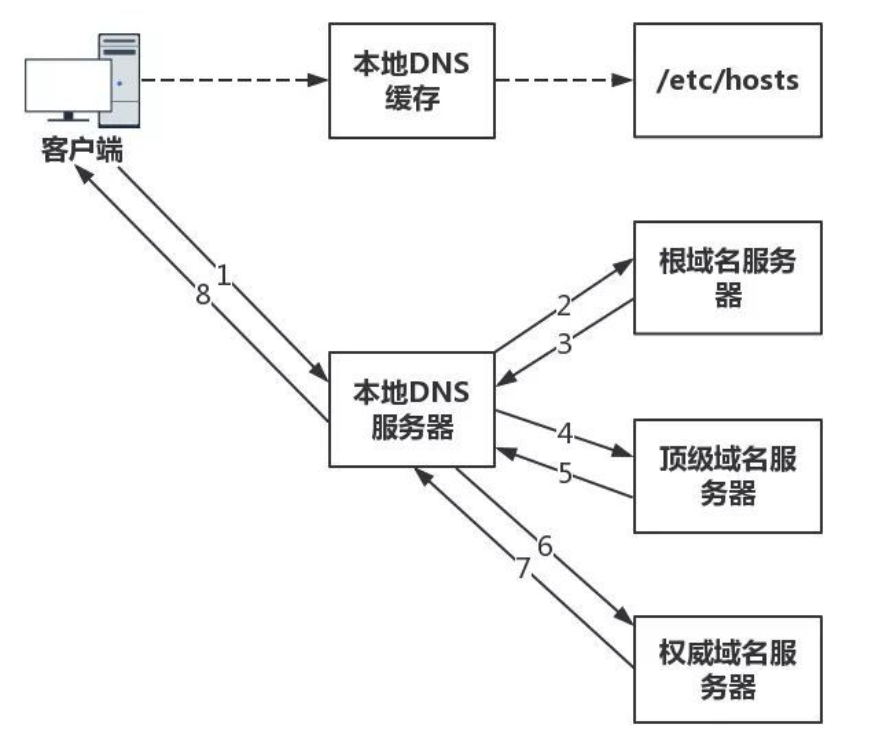 本地DNS
缓存
/etc/hosts
客户端
1
8
根域名服务
器
2
3
本地DNS
服务器
4
5
顶级域名服
务器
6
7
权威域名服
务器